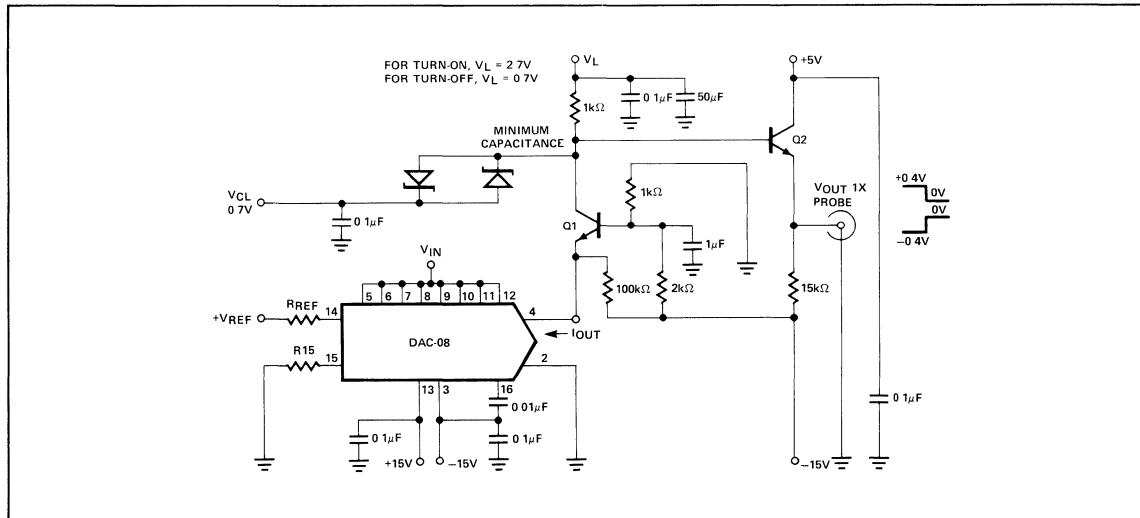 FOR TURN-ON, VL = 2 7V
FOR TURN-OFF, VL = 0 7V
VL
+5V
1kΩ
0 1μF
50μF
MINIMUM
CAPACITANCE
Q2
VCL
0 7V
0 1μF
1kΩ
VOUT 1X
PROBE
+0 4V
0V
0V
−0 4V
Q1
1μF
VIN
100kΩ
2kΩ
15kΩ
5
6
7
8
9
10
11
12
+VREF
RREF
14
4
IOUT
DAC-08
R15
15
2
13
3
16
0 01μF
0 1μF
0 1μF
0 1μF
+15V
−15V
−15V